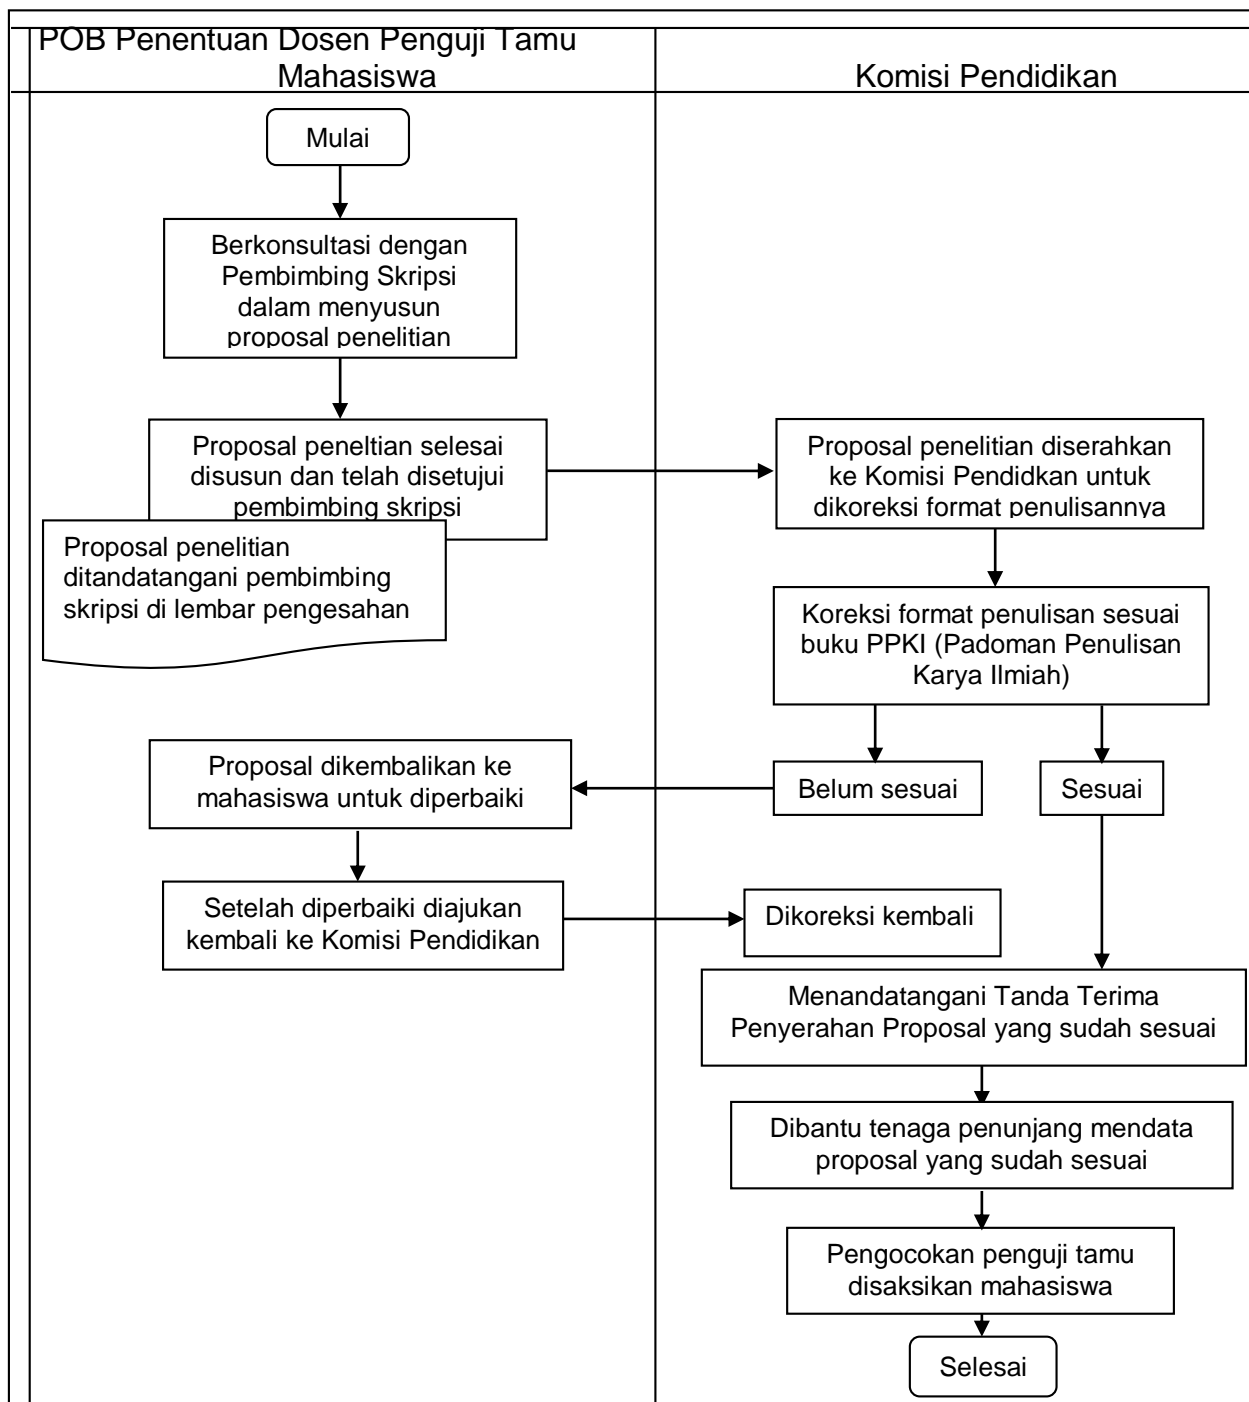 POB Penentuan Dosen Penguji Tamu
Mahasiswa
Komisi Pendidikan
Mulai
Berkonsultasi dengan
Pembimbing Skripsi
dalam menyusun
proposal penelitian
Proposal peneltian selesai
disusun dan telah disetujui
pembimbing skripsi
Proposal penelitian diserahkan
ke Komisi Pendidkan untuk
dikoreksi format penulisannya
Proposal penelitian
ditandatangani pembimbing
skripsi di lembar pengesahan
Koreksi format penulisan sesuai
buku PPKI (Padoman Penulisan
Karya Ilmiah)
Proposal dikembalikan ke
mahasiswa untuk diperbaiki
Belum sesuai
Sesuai
Setelah diperbaiki diajukan
kembali ke Komisi Pendidikan
Dikoreksi kembali
Menandatangani Tanda Terima
Penyerahan Proposal yang sudah sesuai
Dibantu tenaga penunjang mendata
proposal yang sudah sesuai
Pengocokan penguji tamu
disaksikan mahasiswa
Selesai